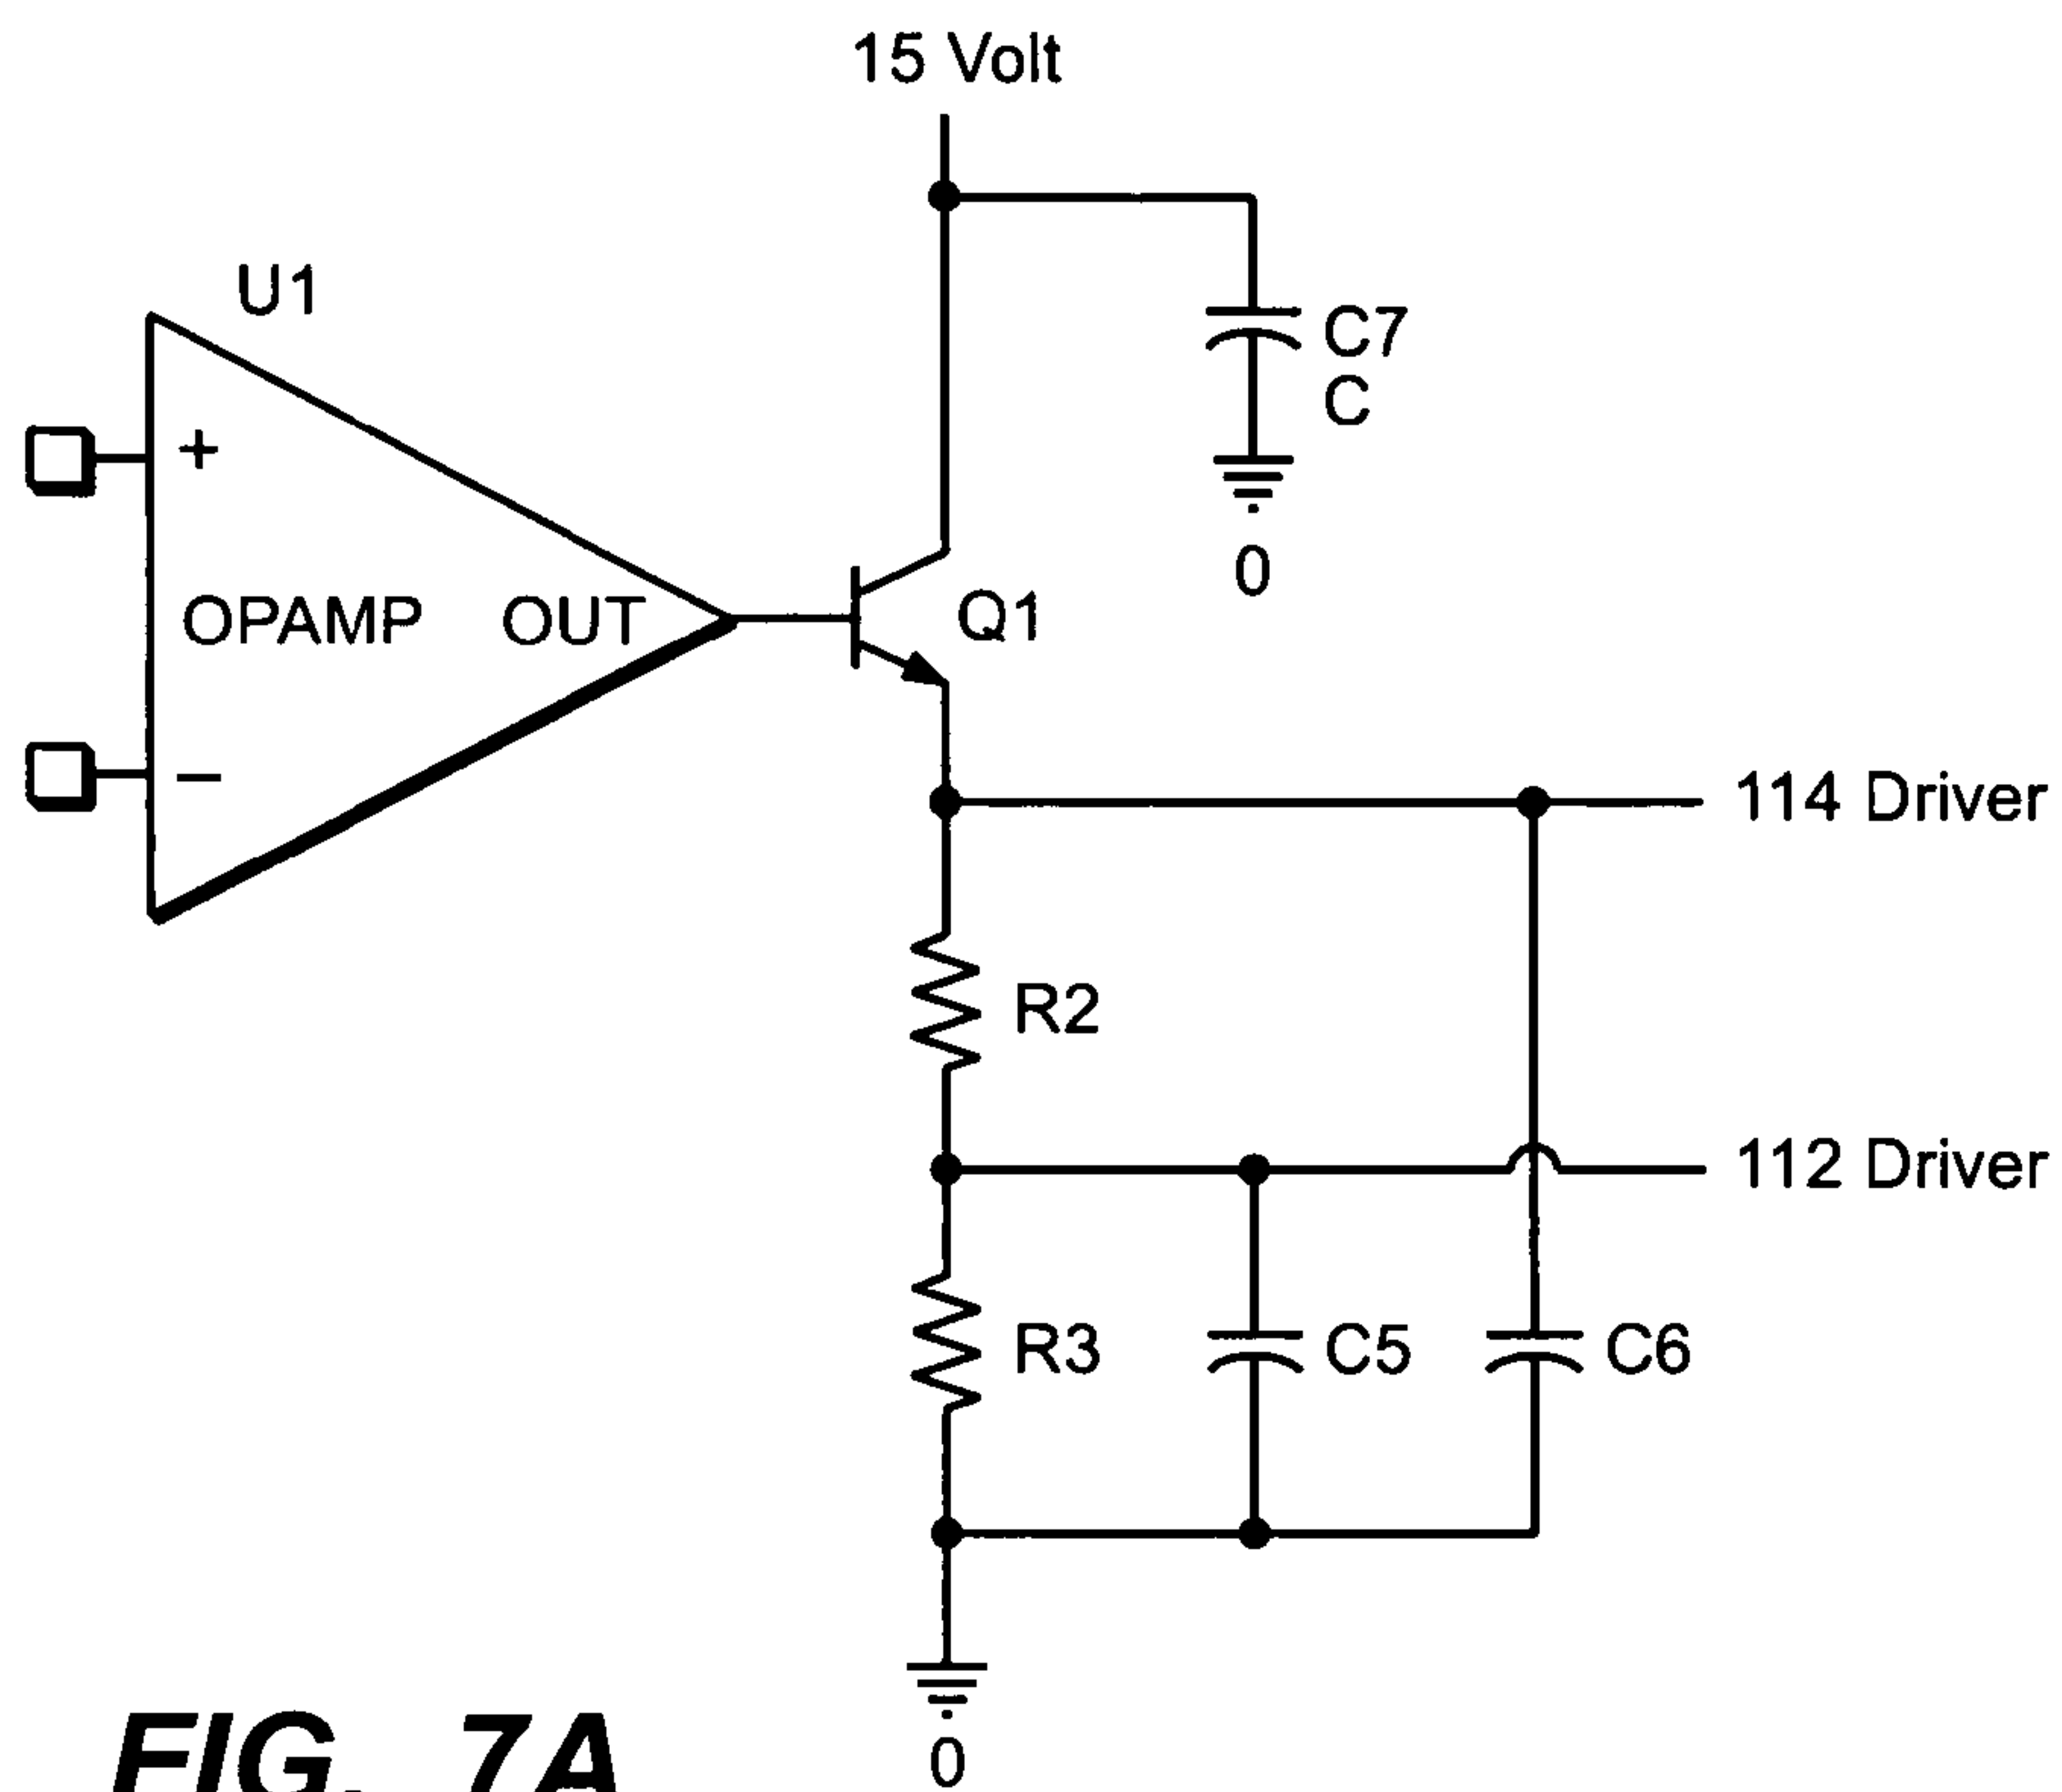 15 Volt
U1
C7
C
+
OPAMP OUT
Q1
0
−
114 Driver
R2
112 Driver
R3
C5
C6
0
FIG. 7A